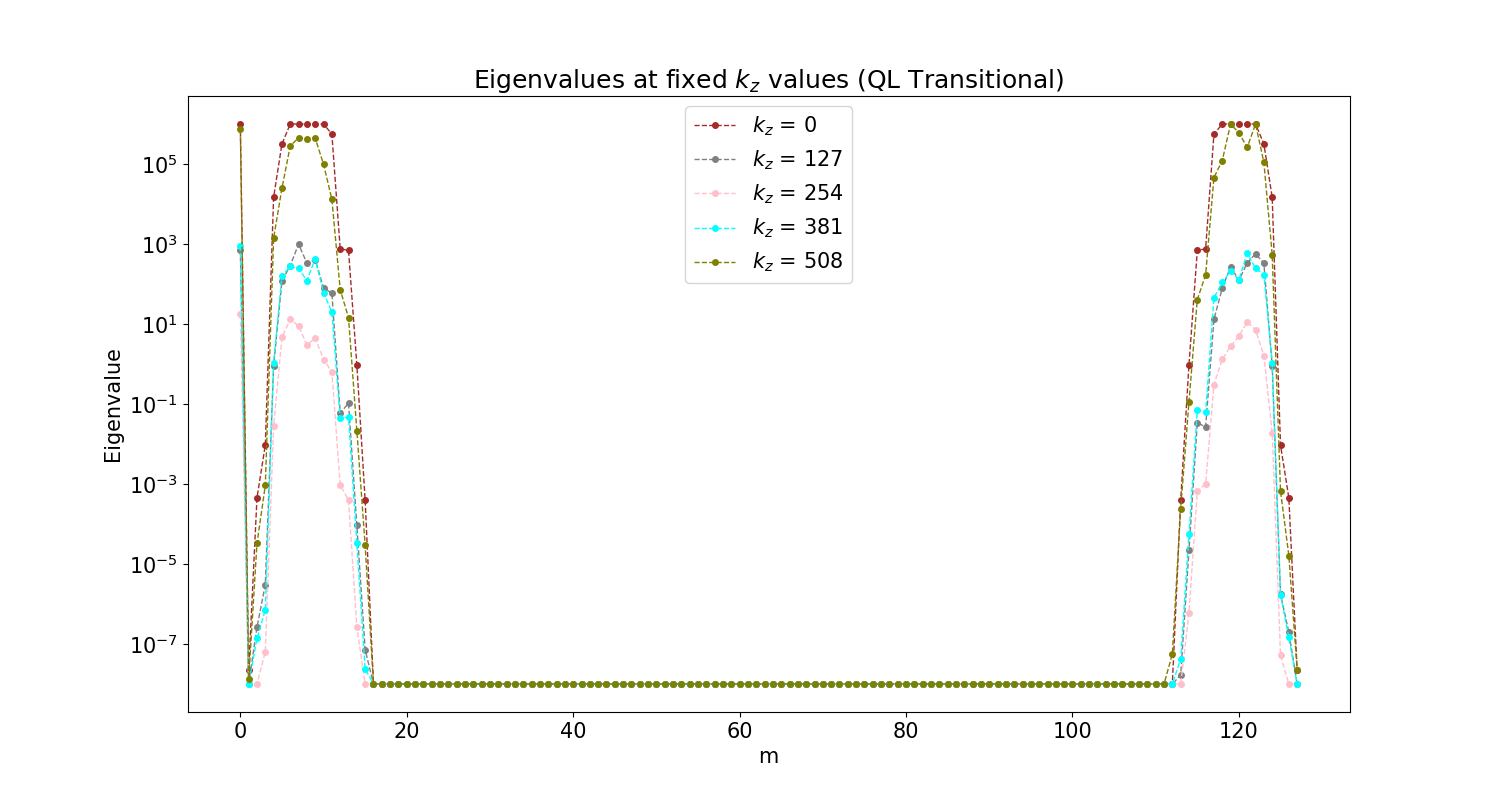 Eigenvalues at fixed $k_z$ values (QL Transitional)
$k_z$ = 0
$k_z$ = 127
$k_z$ = 254
$k_z$ = 381
$k_z$ = 508
Eigenvalue
$10^5$
$10^3$
$10^1$
$10^{-1}$
$10^{-3}$
$10^{-5}$
$10^{-7}$
0 20 40 60 80 100 120
m